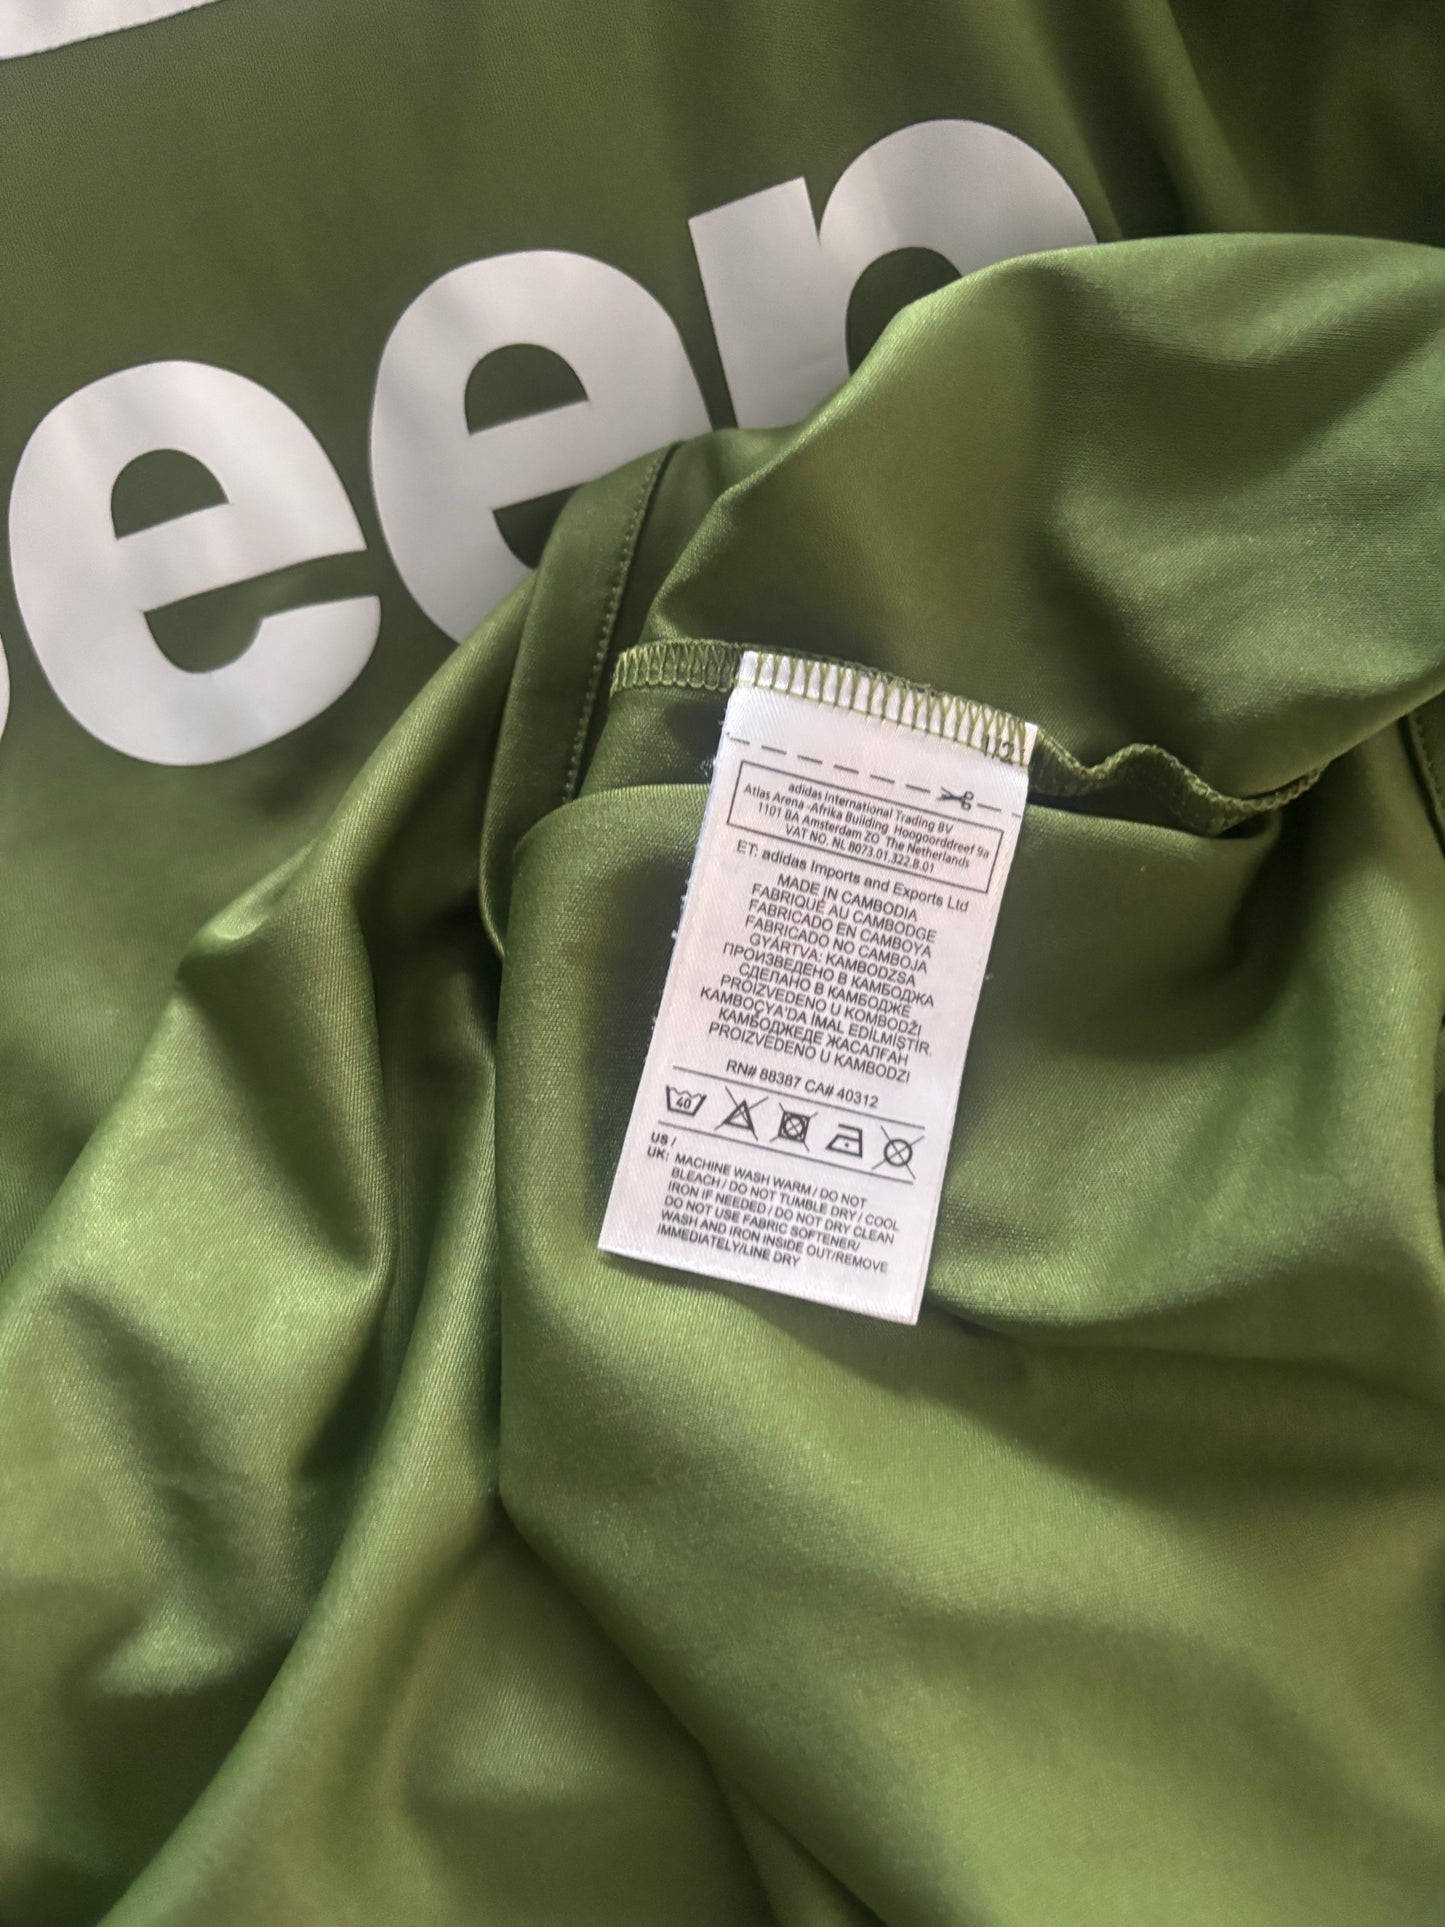 een
1/2
adidas International Trading BV
Atlas Arena -Afrika Building Hoogoorddreef 9a
1101 BA Amsterdam ZO The Netherlands
VAT NO. NL 8073.01.322.B.01
ET: adidas Imports and Exports Ltd
MADE IN CAMBODIA
FABRIQUÉ AU CAMBODGE
FABRICADO EN CAMBOYA
FABRICADO NO CAMBOJA
GYÁRTVA: KAMBODZSA
ПРОИЗВЕДЕНО В КАМБОДЖА
СДЕЛАНО В КАМБОДЖЕ
PROIZVEDENO U KOMBODŽI
KAMBOÇYA'DA İMAL EDİLMİŞTİR.
КАМБОДЖЕДЕ ЖАСАЛҒАН
PROIZVEDENO U KAMBODŽI
RN# 88387 CA# 40312
40
US /
UK: MACHINE WASH WARM / DO NOT
BLEACH / DO NOT TUMBLE DRY / COOL
IRON IF NEEDED / DO NOT DRY CLEAN
DO NOT USE FABRIC SOFTENER/
WASH AND IRON INSIDE OUT/REMOVE
IMMEDIATELY/LINE DRY